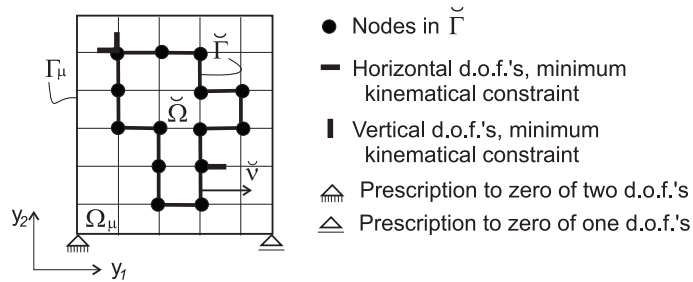 Nodes in Γ̆
Γμ
Γ̆
Horizontal d.o.f.'s, minimum
kinematical constraint
Ω̆
Vertical d.o.f.'s, minimum
kinematical constraint
ν̆
Prescription to zero of two d.o.f.'s
y2
Ωμ
Prescription to zero of one d.o.f.'s
y1